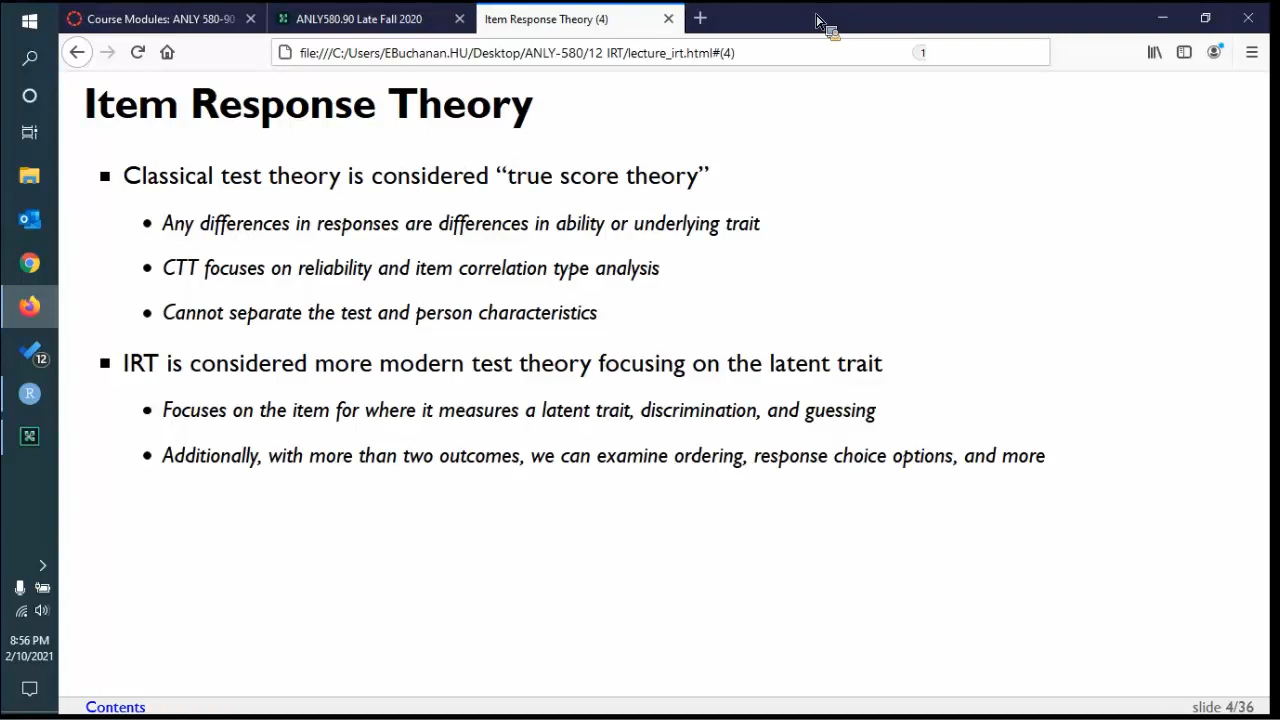 Course Modules: ANLY 580-90
ANLY580.90 Late Fall 2020
Item Response Theory (4)
file:///C:/Users/EBuchanan.HU/Desktop/ANLY-580/12 IRT/lecture_irt.html#(4)
1
Item Response Theory
Classical test theory is considered “true score theory”
Any differences in responses are differences in ability or underlying trait
CTT focuses on reliability and item correlation type analysis
Cannot separate the test and person characteristics
IRT is considered more modern test theory focusing on the latent trait
Focuses on the item for where it measures a latent trait, discrimination, and guessing
Additionally, with more than two outcomes, we can examine ordering, response choice options, and more
12
R
8:56 PM
2/10/2021
Contents
slide 4/36